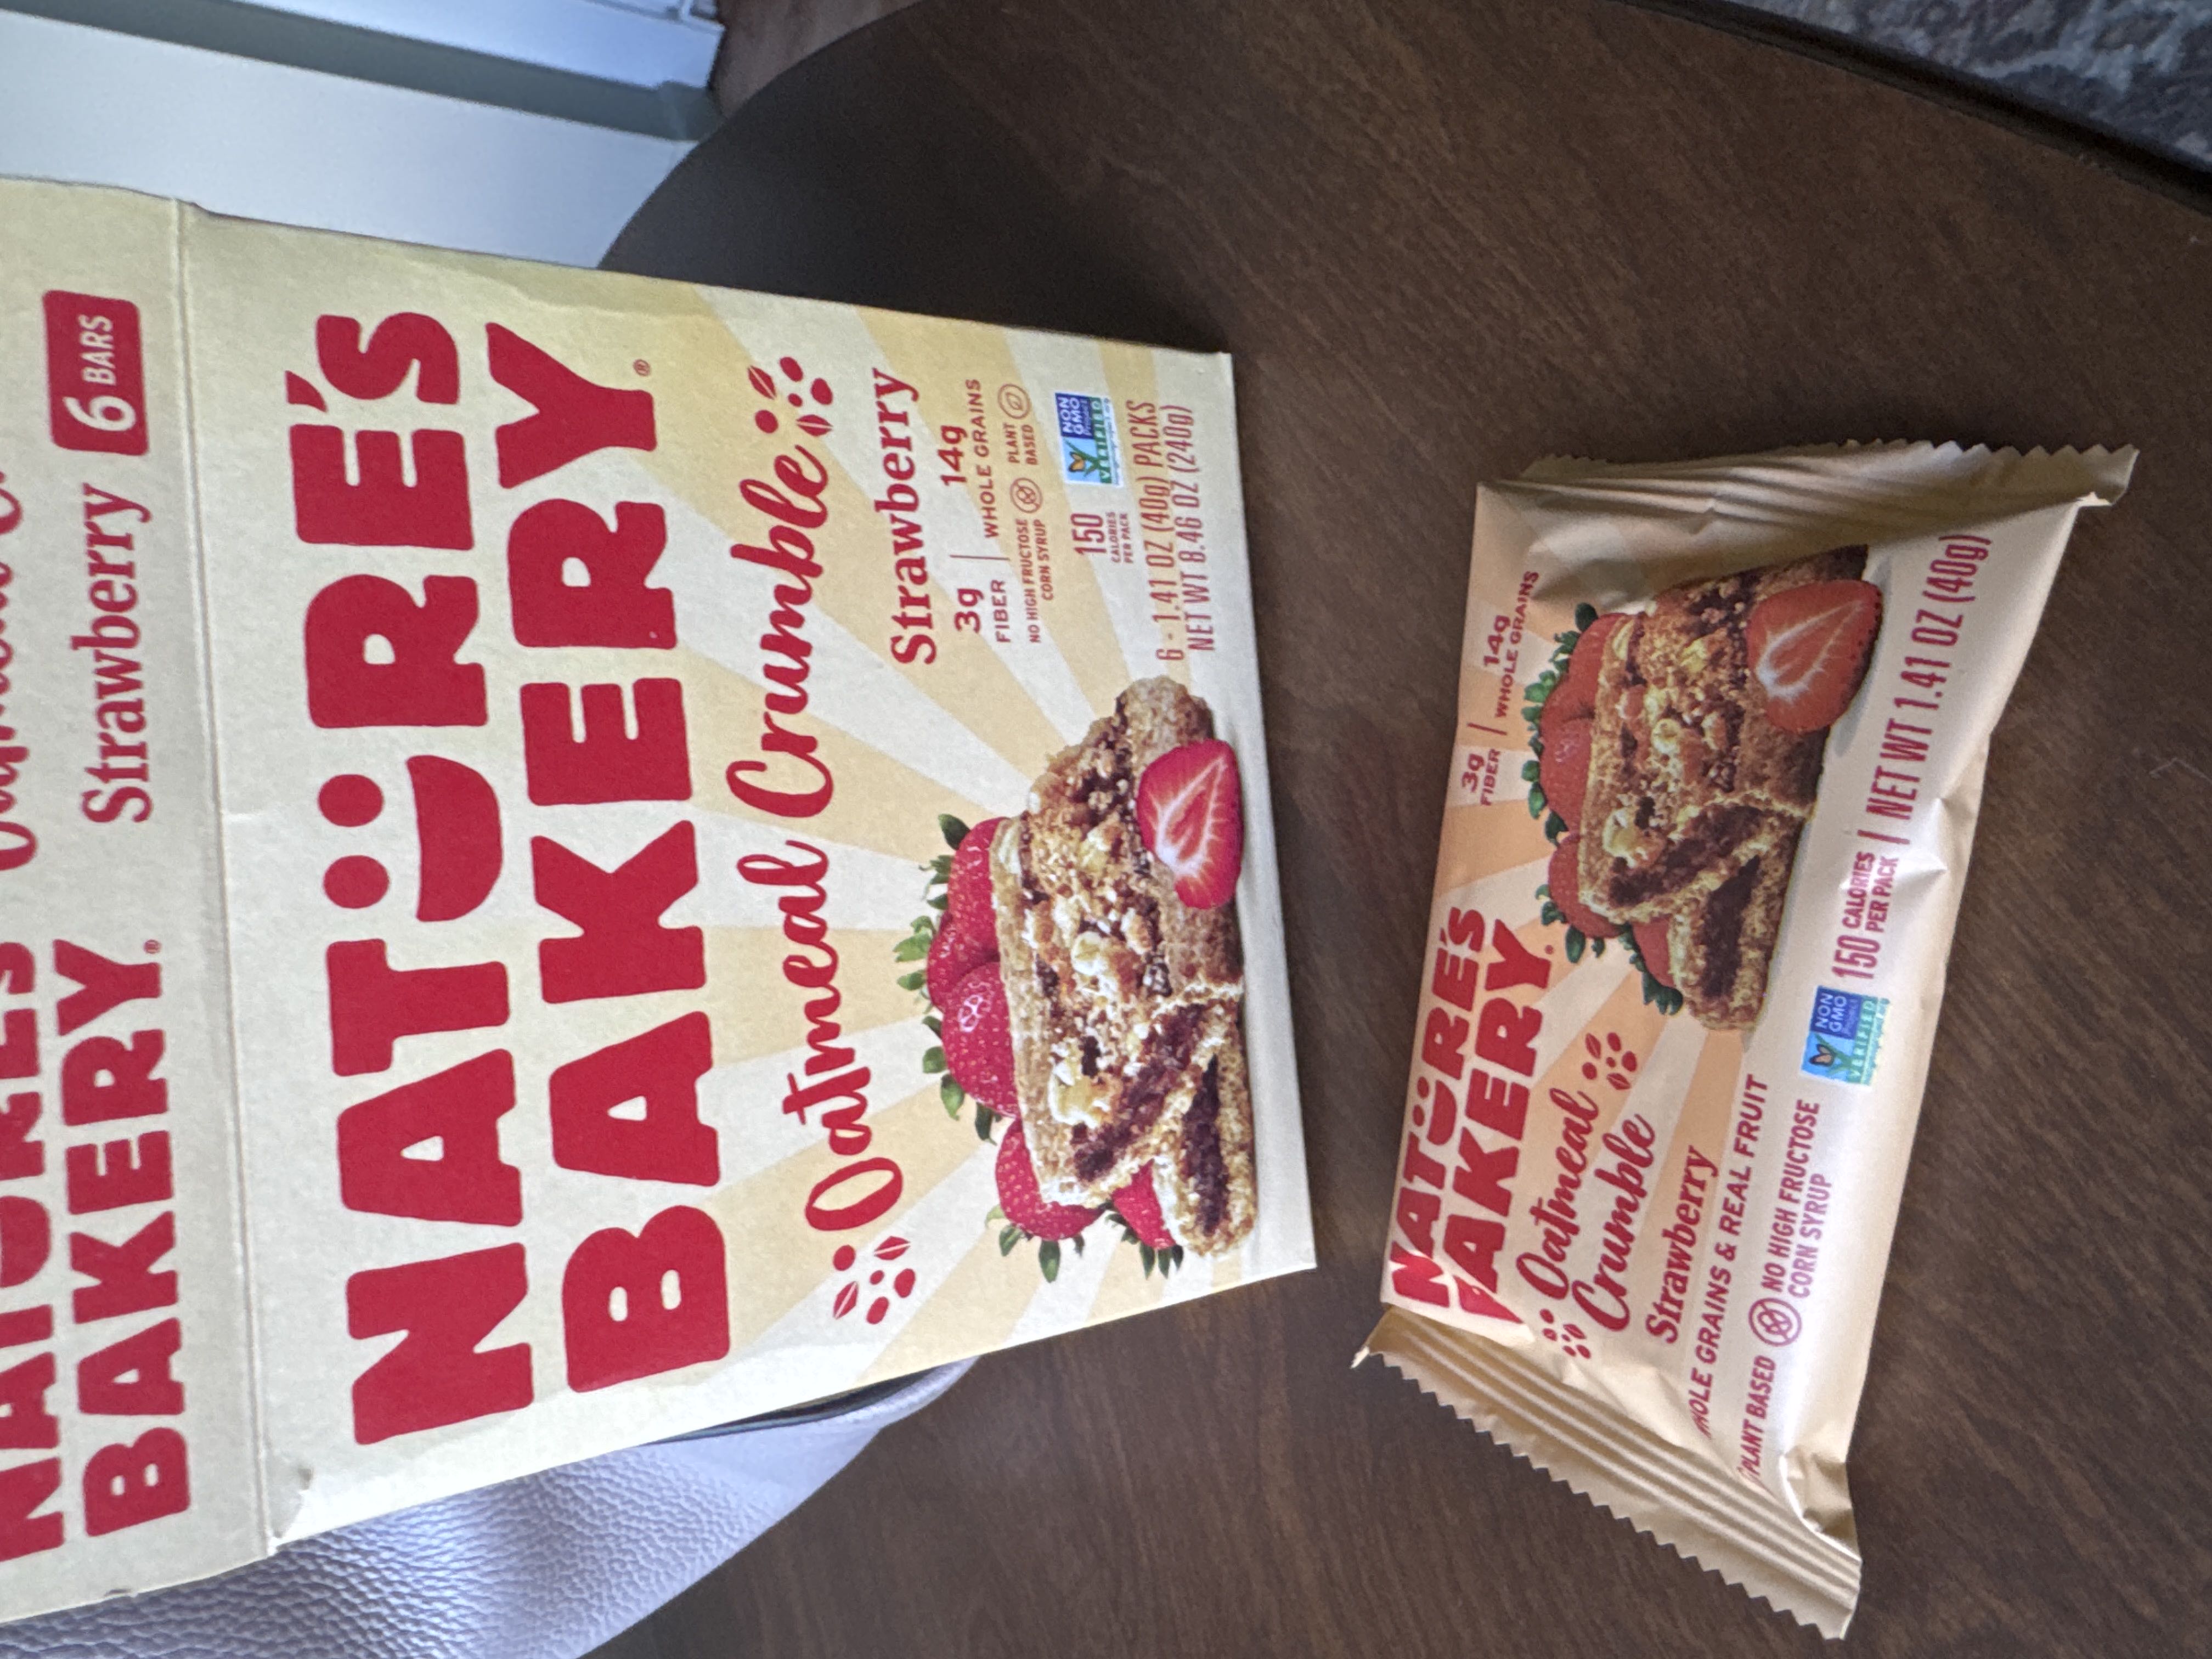 Strawberry
6 BARS
BAKERY®
NATURE'S
BAKERY®
Oatmeal Crumble
Strawberry
3g FIBER
14g WHOLE GRAINS
NO HIGH FRUCTOSE
CORN SYRUP
PLANT
BASED
150
CALORIES
PER PACK
NON
GMO
Project
VERIFIED
6 - 1.41 OZ (40g) PACKS
NET WT 8.46 OZ (240g)
NATURE'S
BAKERY®
Oatmeal
Crumble
Strawberry
WHOLE GRAINS & REAL FRUIT
PLANT BASED
NO HIGH FRUCTOSE
CORN SYRUP
3g FIBER
14g WHOLE GRAINS
NON
GMO
Project
VERIFIED
150 CALORIES
PER PACK
NET WT 1.41 OZ (40g)